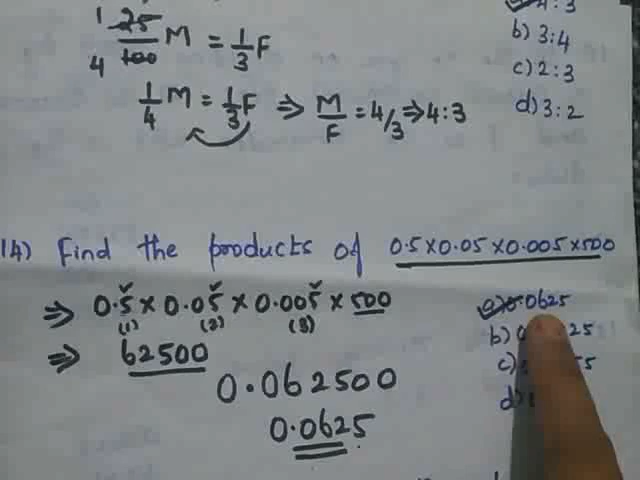 1 25
4 100 M = 1/3 F
a) 4:3
b) 3:4
c) 2:3
d) 3:2
1/4 M = 1/3 F ⇒ M/F = 4/3 ⇒ 4:3
14) Find the products of 0.5×0.05×0.005×500
⇒ 0.5 × 0.05 × 0.005 × 500
(1) (2) (3)
a) 0.0625
b)
c)
d)
⇒ 62500
0.062500
0.0625